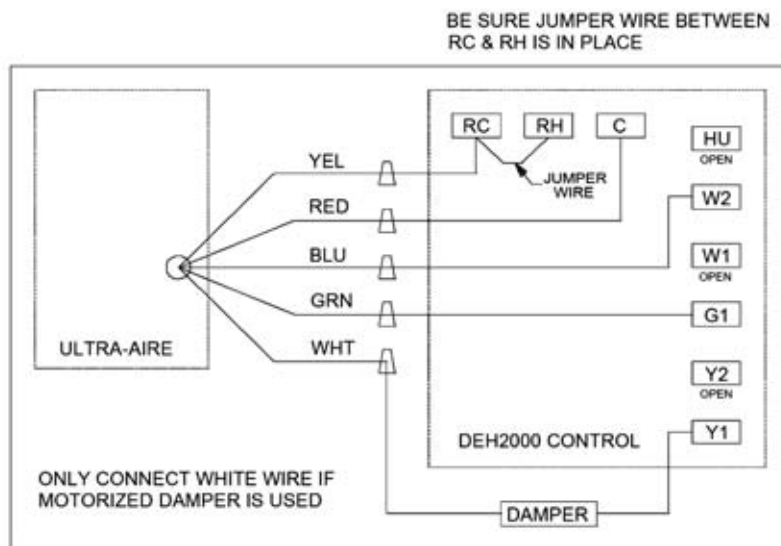 BE SURE JUMPER WIRE BETWEEN
RC & RH IS IN PLACE
RC
RH
C
HU
OPEN
YEL
JUMPER
WIRE
W2
RED
BLU
W1
OPEN
GRN
G1
ULTRA-AIRE
WHT
Y2
OPEN
DEH2000 CONTROL
Y1
ONLY CONNECT WHITE WIRE IF
MOTORIZED DAMPER IS USED
DAMPER